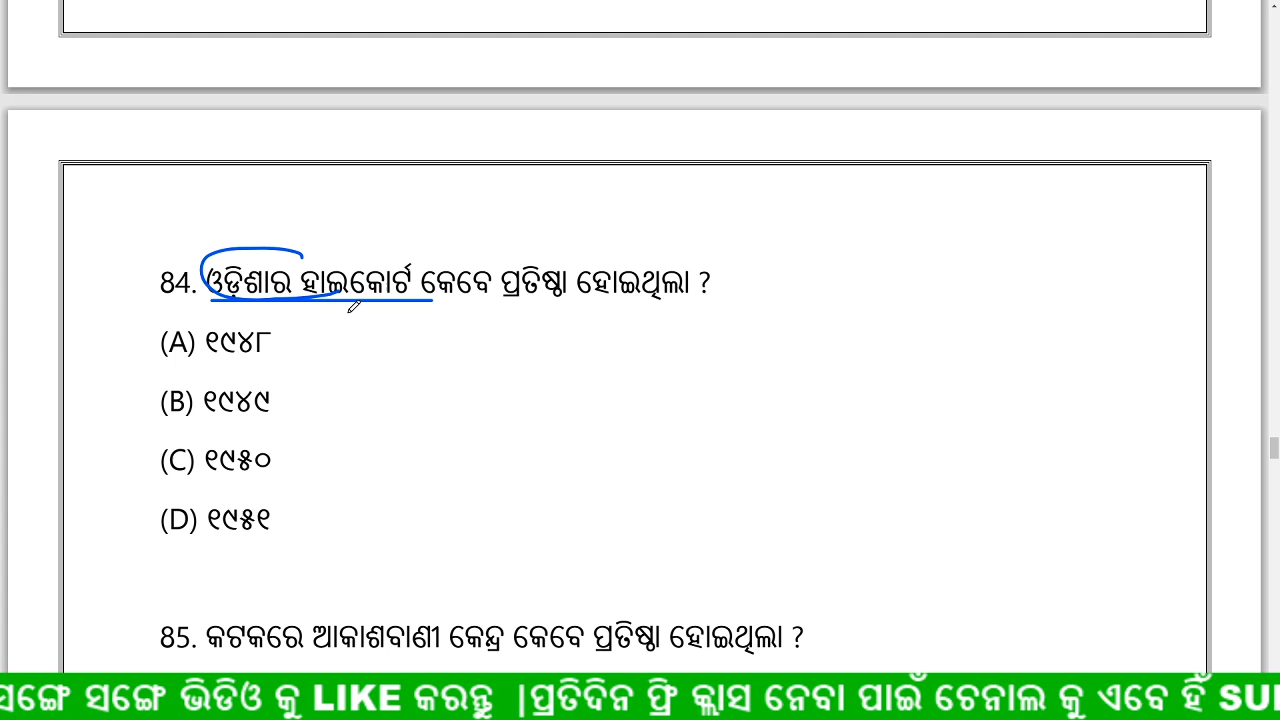 84. ଓଡ଼ିଶାର ହାଇକୋର୍ଟ କେବେ ପ୍ରତିଷ୍ଠା ହୋଇଥିଲା ?
(A) ୧୯୪୮
(B) ୧୯୪୯
(C) ୧୯୫୦
(D) ୧୯୫୧
85. କଟକରେ ଆକାଶବାଣୀ କେନ୍ଦ୍ର କେବେ ପ୍ରତିଷ୍ଠା ହୋଇଥିଲା ?
ସଙ୍ଗେ ସଙ୍ଗେ ଭିଡିଓ କୁ LIKE କରନ୍ତୁ |ପ୍ରତିଦିନ ଫ୍ରି କ୍ଲାସ ନେବା ପାଇଁ ଚେନାଲ କୁ ଏବେ ହିଁ